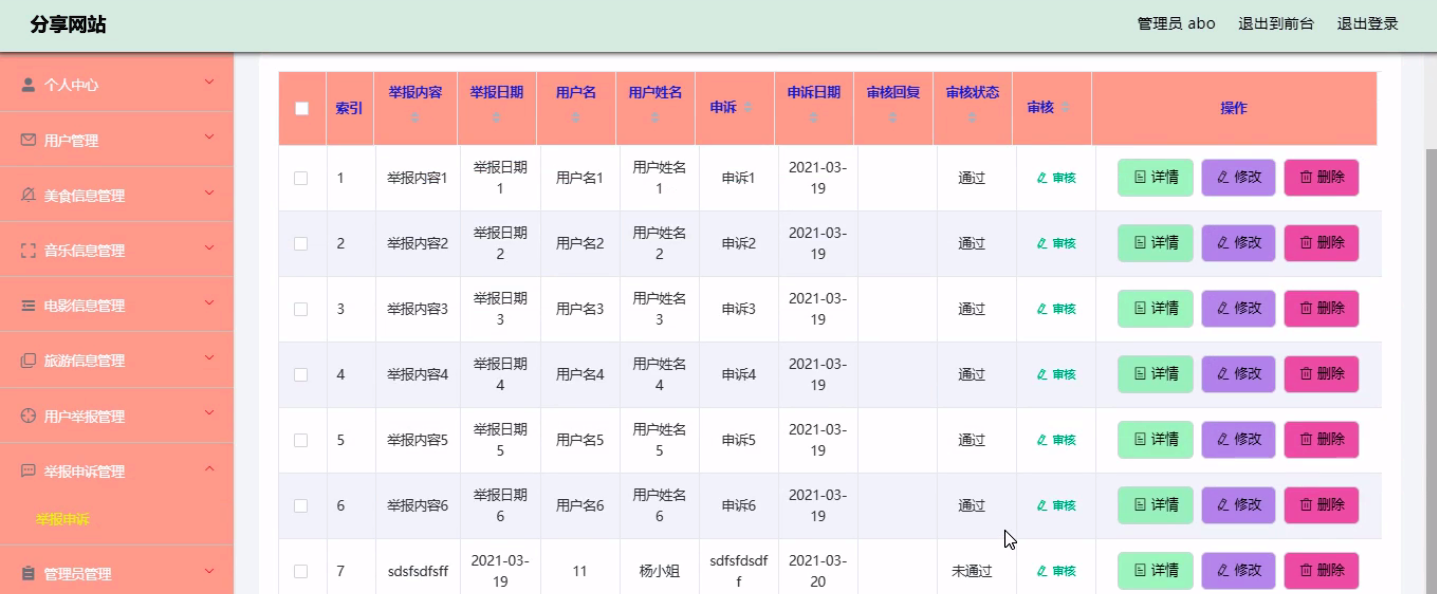 分享网站
管理员 abo 退出到前台 退出登录
个人中心
用户管理
美食信息管理
音乐信息管理
电影信息管理
旅游信息管理
用户举报管理
举报申诉管理
举报申诉
管理员管理
索引 举报内容 举报日期 用户名 用户姓名 申诉 申诉日期 审核回复 审核状态 审核 操作
1 举报内容1 举报日期 用户名1 用户姓名 申诉1 2021-03- 通过 审核 详情 修改 删除
1 1 19
2 举报内容2 举报日期 用户名2 用户姓名 申诉2 2021-03- 通过 审核 详情 修改 删除
2 2 19
3 举报内容3 举报日期 用户名3 用户姓名 申诉3 2021-03- 通过 审核 详情 修改 删除
3 3 19
4 举报内容4 举报日期 用户名4 用户姓名 申诉4 2021-03- 通过 审核 详情 修改 删除
4 4 19
5 举报内容5 举报日期 用户名5 用户姓名 申诉5 2021-03- 通过 审核 详情 修改 删除
5 5 19
6 举报内容6 举报日期 用户名6 用户姓名 申诉6 2021-03- 通过 审核 详情 修改 删除
6 6 19
7 sdsfsdfsff 2021-03- 11 杨小姐 sdfsfdsdf 2021-03- 未通过 审核 详情 修改 删除
19 f 20